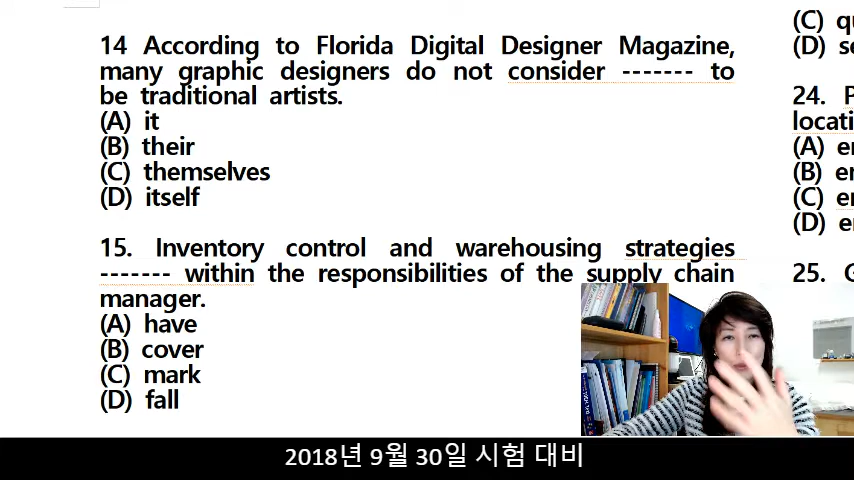 14 According to Florida Digital Designer Magazine,
many graphic designers do not consider ------- to
be traditional artists.
(A) it
(B) their
(C) themselves
(D) itself
15. Inventory control and warehousing strategies
------- within the responsibilities of the supply chain
manager.
(A) have
(B) cover
(C) mark
(D) fall
(C)
(D)
24.
(A)
(B)
(C)
(D)
25.
2018년 9월 30일 시험 대비